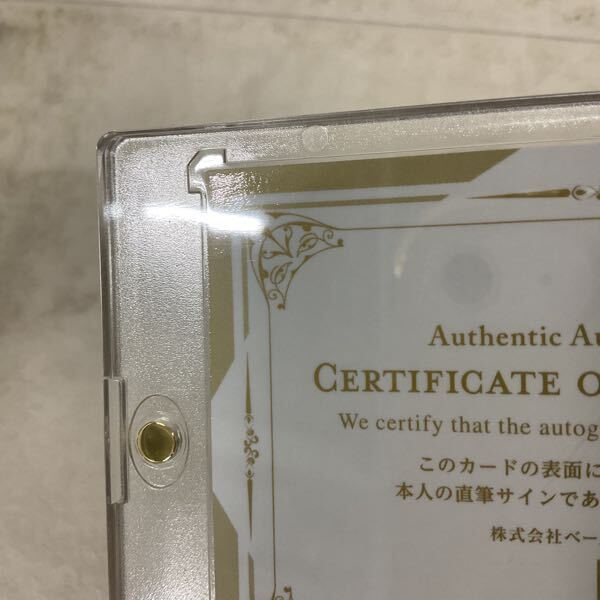 Authentic Au
CERTIFICATE O
We certify that the autog
このカードの表面に
本人の直筆サインであ
株式会社ベー